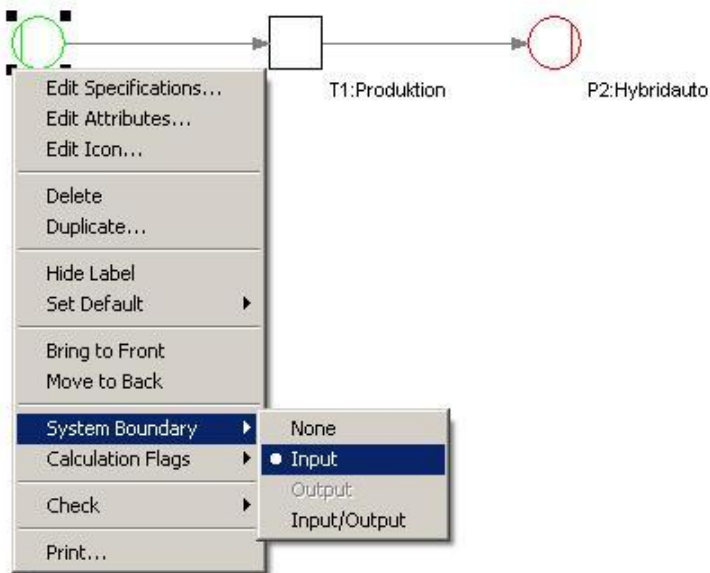 T1:Produktion
P2:Hybridauto
Edit Specifications...
Edit Attributes...
Edit Icon...
Delete
Duplicate...
Hide Label
Set Default
Bring to Front
Move to Back
System Boundary
Calculation Flags
Check
Print...
None
Input
Output
Input/Output